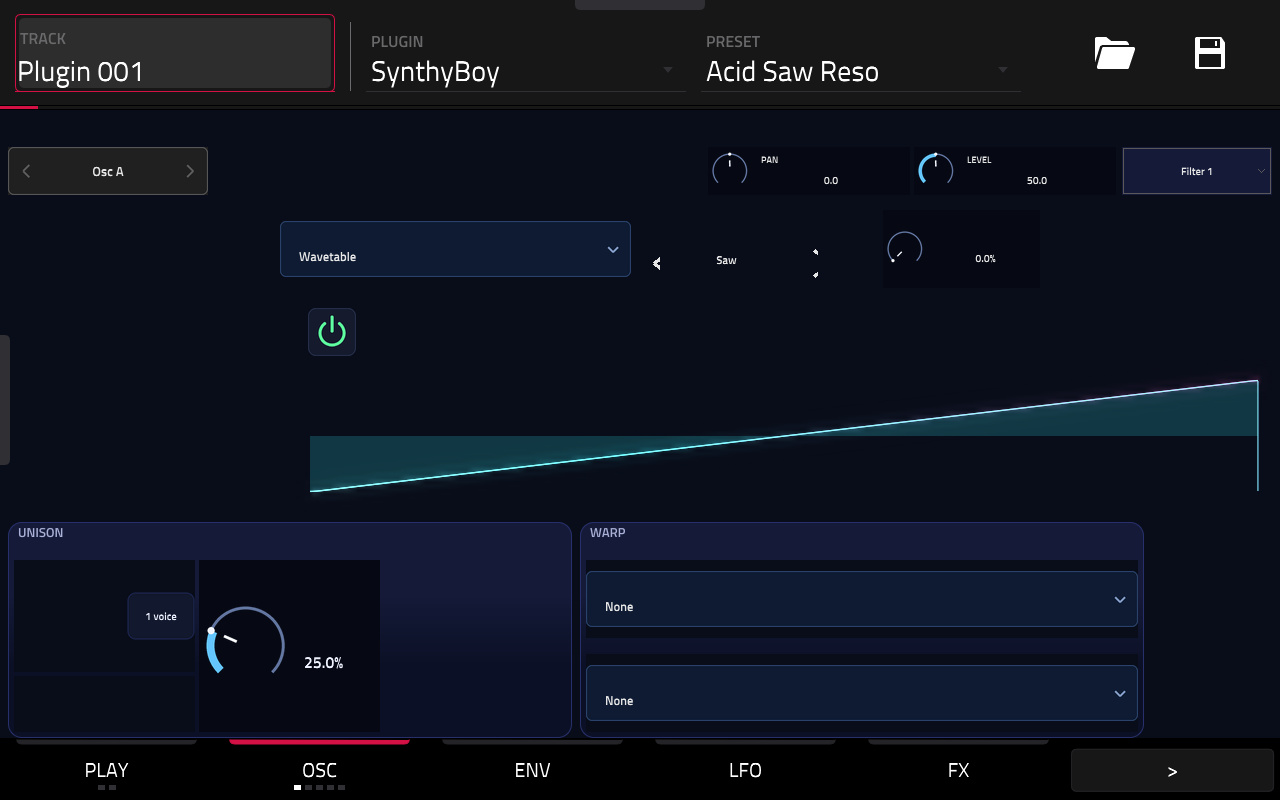 TRACK
Plugin 001
PLUGIN
SynthyBoy
PRESET
Acid Saw Reso
Osc A
PAN
0.0
LEVEL
50.0
Filter 1
Wavetable
Saw
0.0%
UNISON
1 voice
25.0%
WARP
None
None
PLAY
OSC
ENV
LFO
FX
>